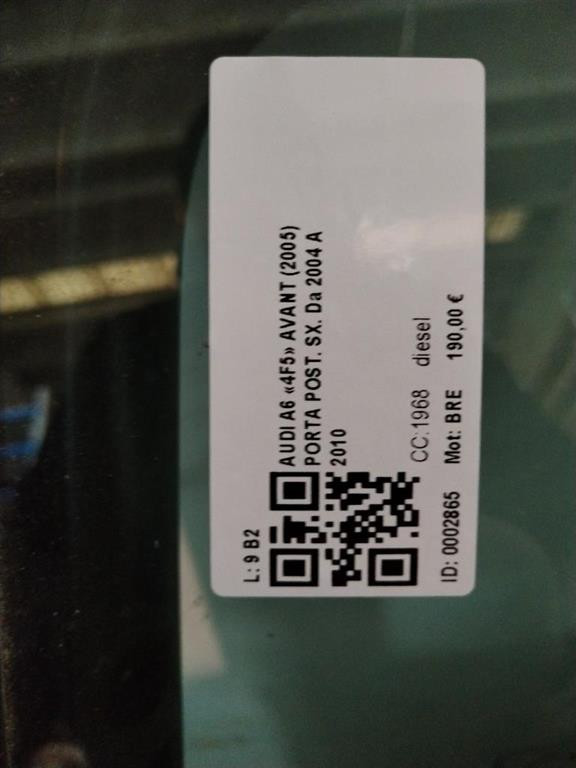 L: 9 B2
AUDI A6 «4F5» AVANT (2005)
PORTA POST. SX. Da 2004 A
2010
CC:1968 diesel
ID: 0002865 Mot: BRE 190,00 €